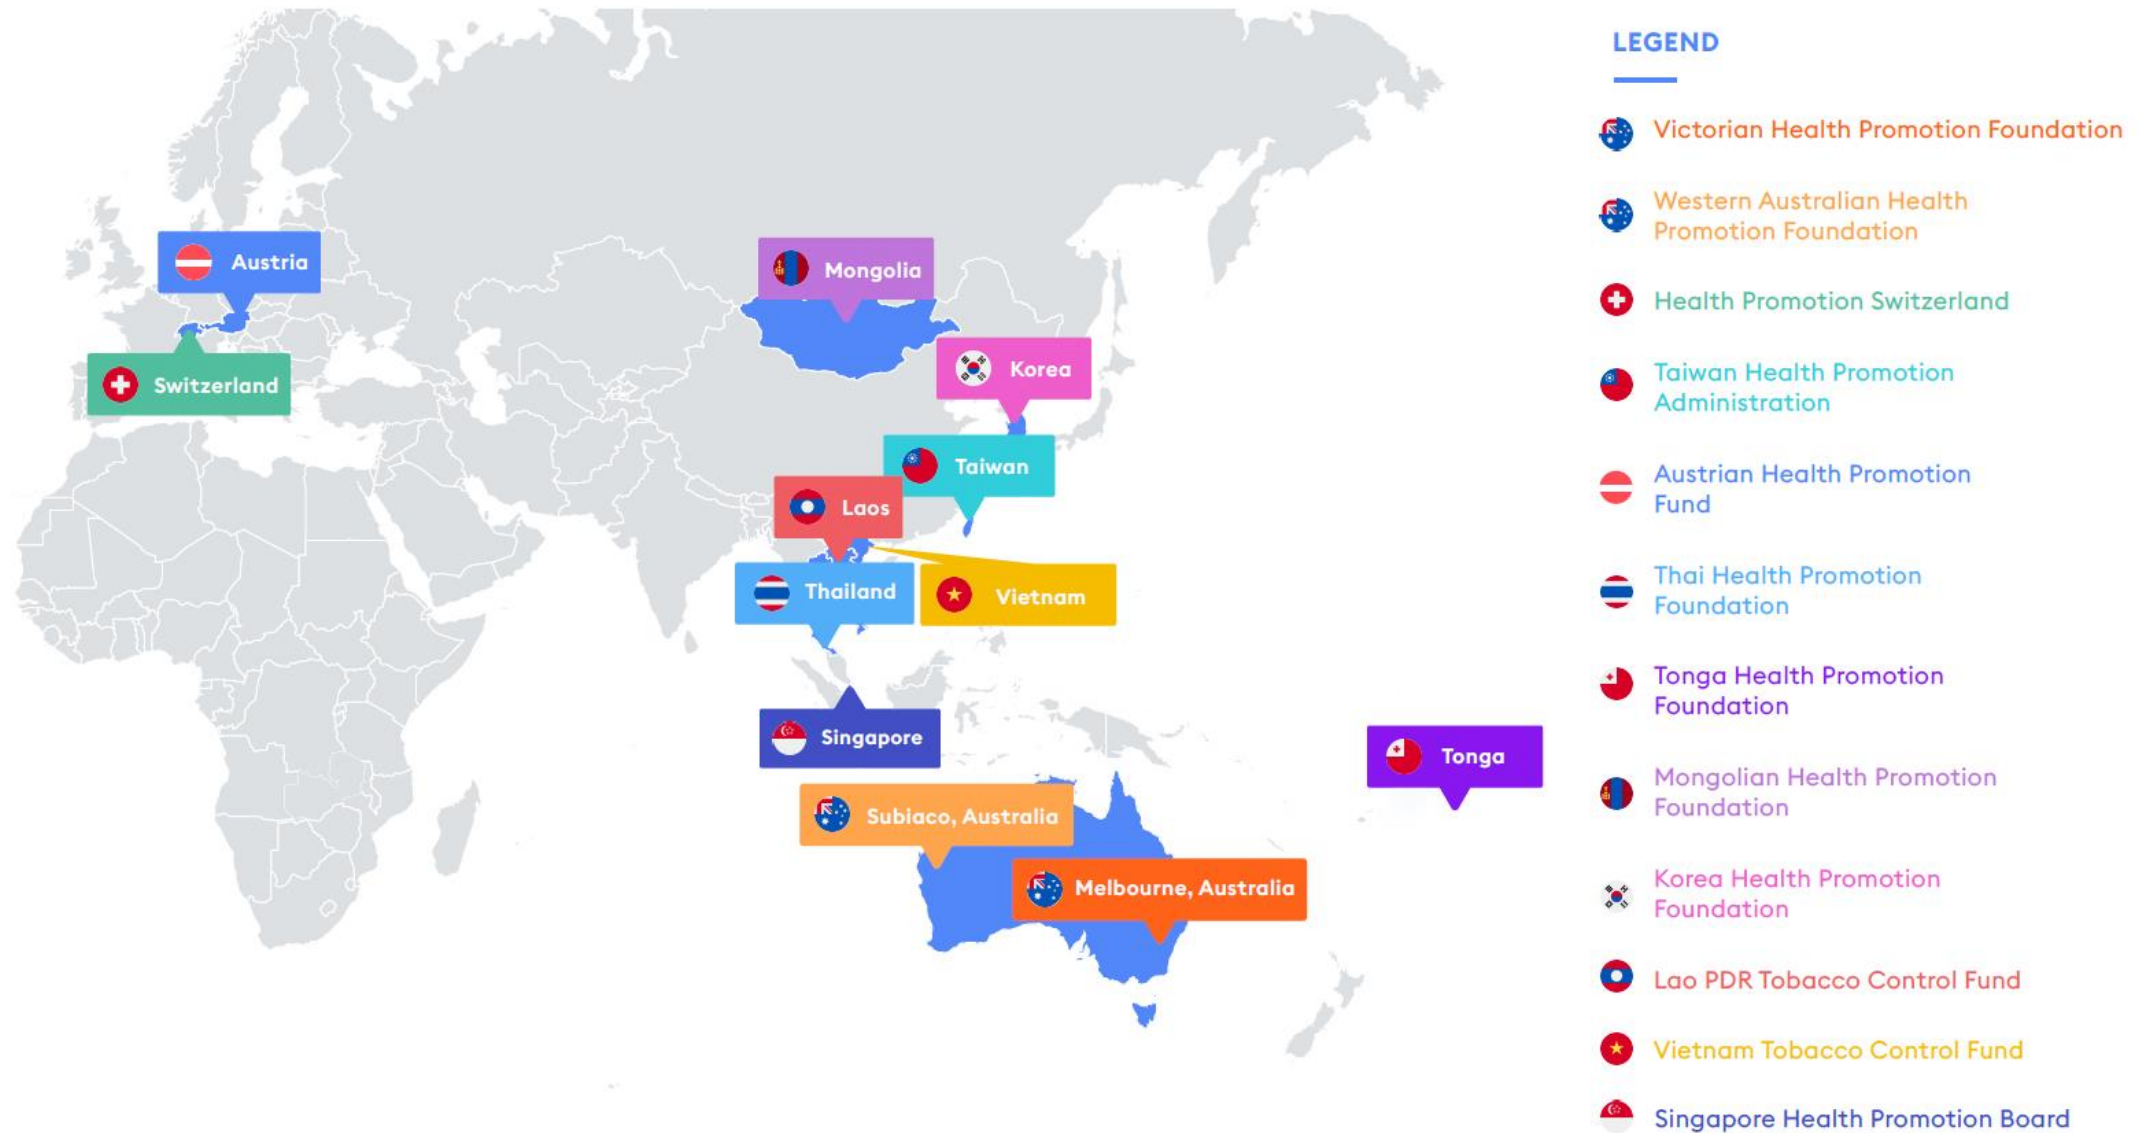 LEGEND
Victorian Health Promotion Foundation
Western Australian Health
Promotion Foundation
Health Promotion Switzerland
Taiwan Health Promotion
Administration
Austrian Health Promotion
Fund
Thai Health Promotion
Foundation
Tonga Health Promotion
Foundation
Mongolian Health Promotion
Foundation
Korea Health Promotion
Foundation
Lao PDR Tobacco Control Fund
Vietnam Tobacco Control Fund
Singapore Health Promotion Board
Austria
Mongolia
Switzerland
Korea
Taiwan
Laos
Thailand
Vietnam
Singapore
Tonga
Subiaco, Australia
Melbourne, Australia